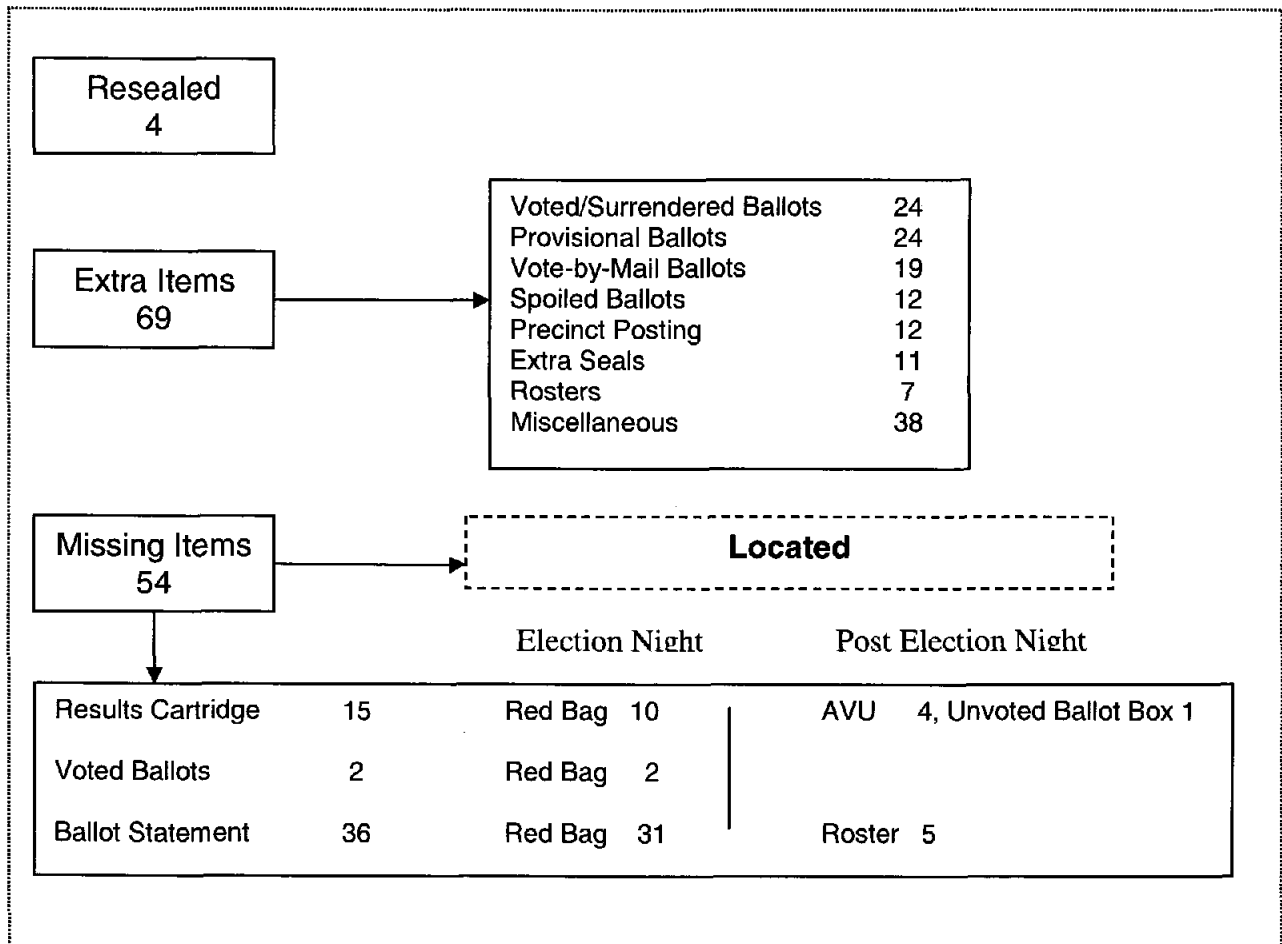 Resealed
4
Voted/Surrendered Ballots 24
Provisional Ballots 24
Vote-by-Mail Ballots 19
Spoiled Ballots 12
Precinct Posting 12
Extra Seals 11
Rosters 7
Miscellaneous 38
Extra Items
69
Missing Items
54
Located
Election Night Post Election Night
Results Cartridge 15 Red Bag 10 AVU 4, Unvoted Ballot Box 1
Voted Ballots 2 Red Bag 2
Ballot Statement 36 Red Bag 31 Roster 5